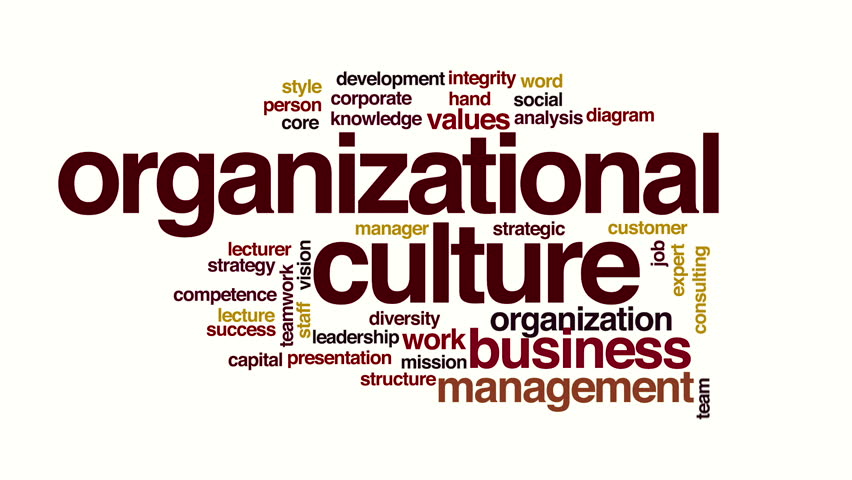 style development integrity word
person corporate hand social
core knowledge values analysis diagram
organizational
manager strategic customer
culture
lecturer
strategy
vision
job
expert
consulting
competence
teamwork
staff
lecture
success
diversity organization
leadership work business
capital presentation mission
structure management
team